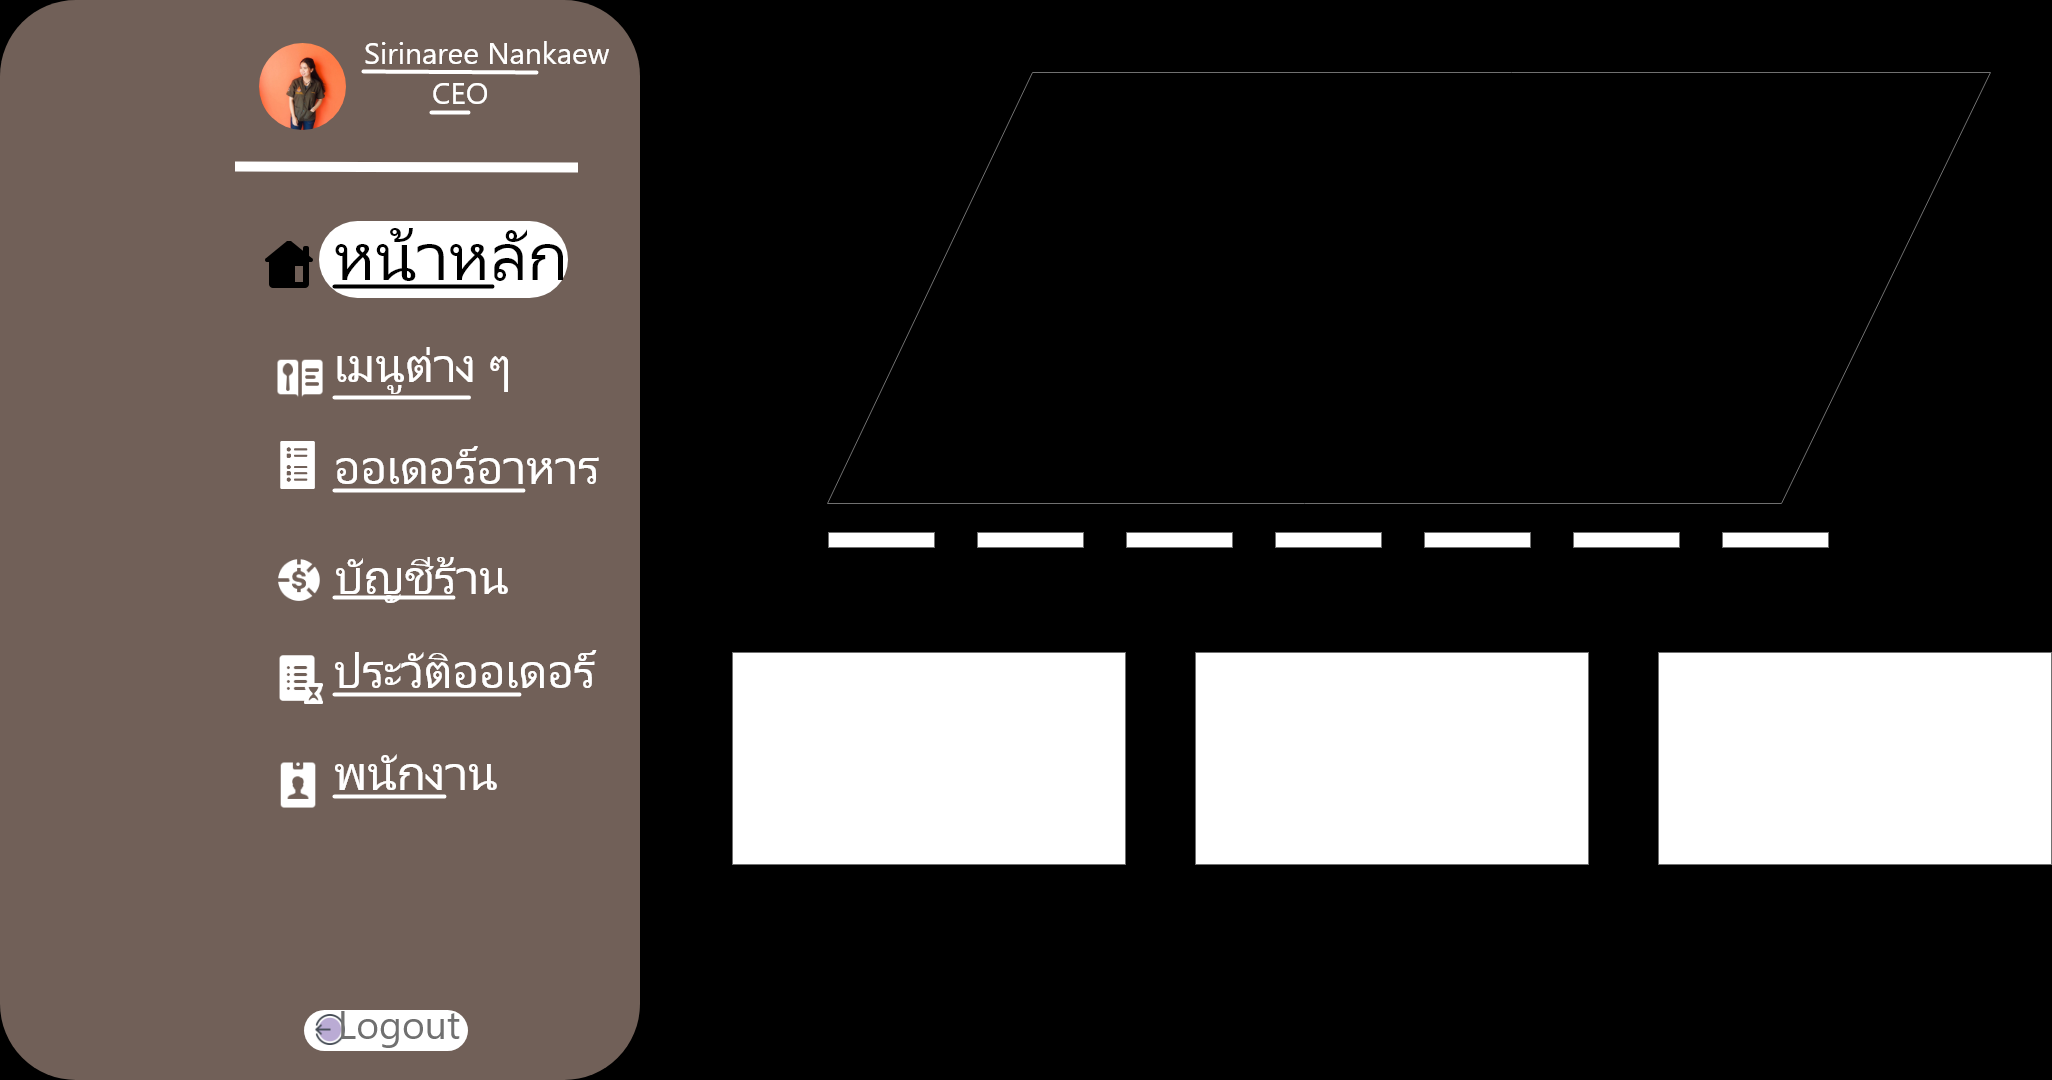 Sirinaree Nankaew
CEO
หน้าหลัก
เมนูต่าง ๆ
ออเดอร์อาหาร
บัญชีร้าน
ประวัติออเดอร์
พนักงาน
Logout